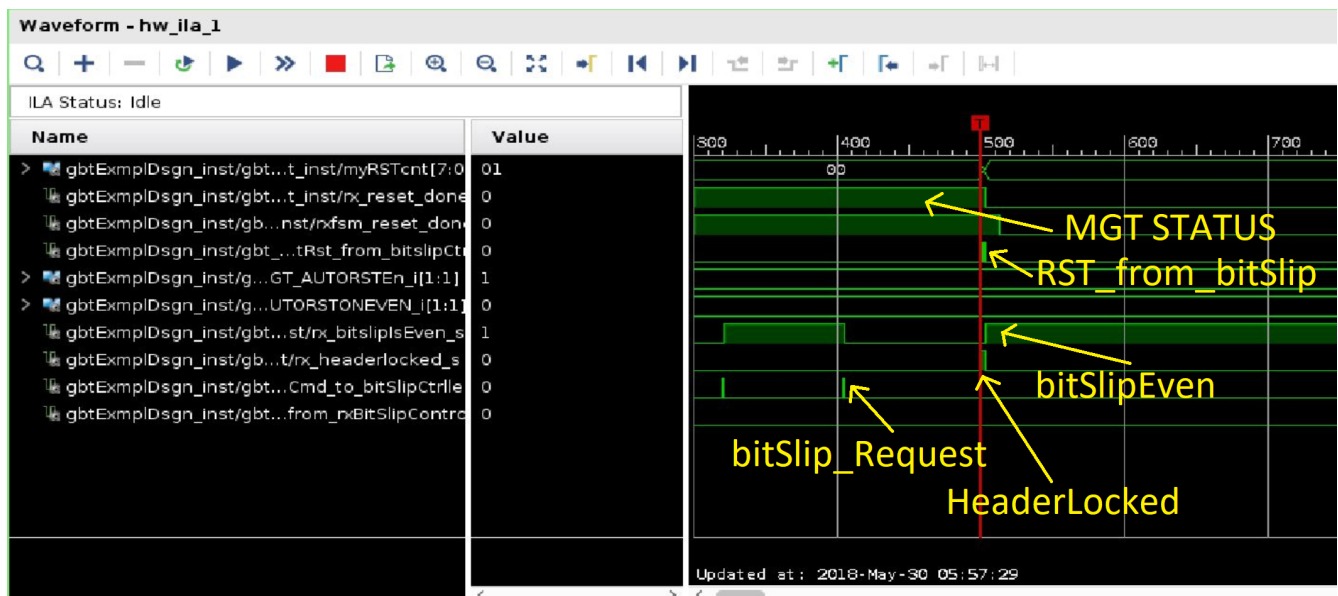 Waveform - hw_ila_1
ILA Status: Idle
Name Value
300 400 500 600 700
gbtExmplDsgn_inst/gbt...t_inst/myRSTcnt[7:0 01 00
gbtExmplDsgn_inst/gbt...t_inst/rx_reset_done 0
gbtExmplDsgn_inst/gb...nst/rxfsm_reset_don 0
MGT STATUS
gbtExmplDsgn_inst/gbt_...tRst_from_bitslipCtr 0
RST_from_bitSlip
gbtExmplDsgn_inst/g...GT_AUTORSTEn_i[1:1] 1
gbtExmplDsgn_inst/g...UTORSTONEVEN_i[1:1] 0
gbtExmplDsgn_inst/gbt...st/rx_bitslipIsEven_s 1
gbtExmplDsgn_inst/gb...t/rx_headerlocked_s 0
gbtExmplDsgn_inst/gbt...Cmd_to_bitSlipCtrlle 0
bitSlipEven
gbtExmplDsgn_inst/gbt...from_rxBitSlipContro 0
bitSlip_Request
HeaderLocked
Updated at: 2018-May-30 05:57:29